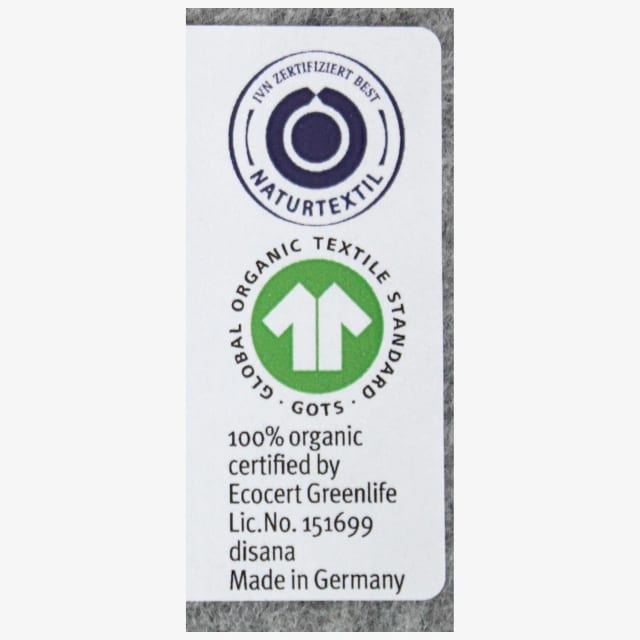 IVN ZERTIFIZIERT BEST
NATURTEXTIL
GLOBAL ORGANIC TEXTILE STANDARD
· GOTS ·
100% organic
certified by
Ecocert Greenlife
Lic.No. 151699
disana
Made in Germany